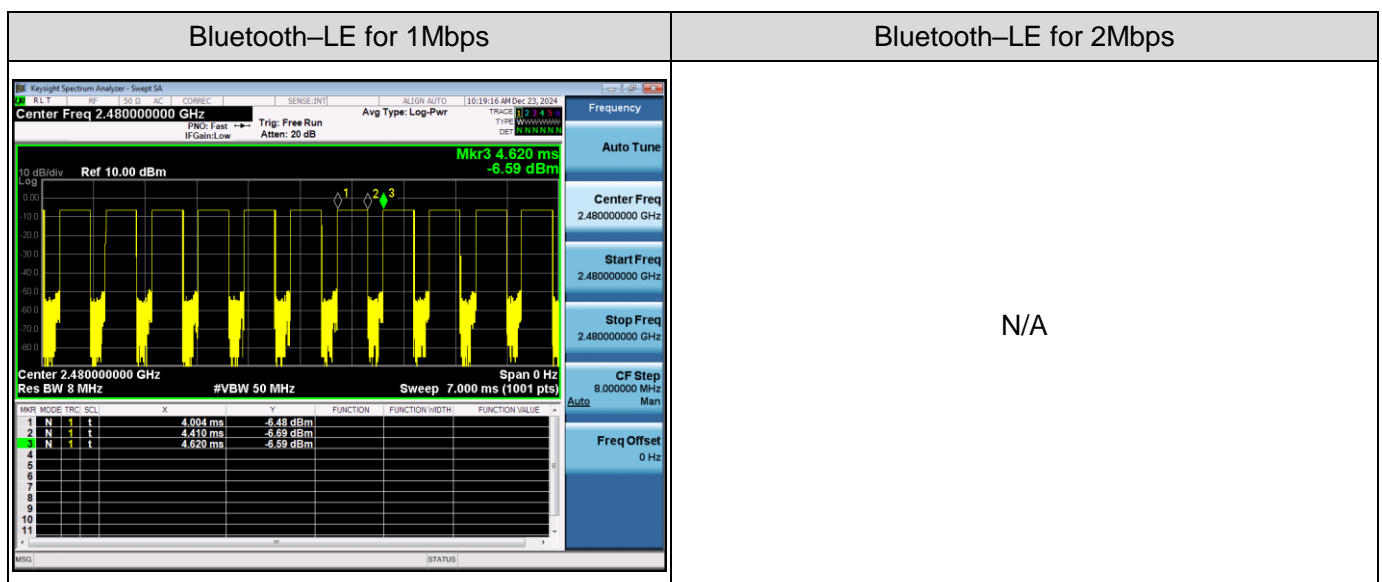 Bluetooth–LE for 1Mbps
Bluetooth–LE for 2Mbps
Keysight Spectrum Analyzer - Swept SA
RLT RF 50 Ω AC CORREC SENSE:INT ALIGN AUTO 10:19:16 AM Dec 23, 2024
Center Freq 2.480000000 GHz
PNO: Fast
IFGain:Low
Trig: Free Run
Atten: 20 dB
Avg Type: Log-Pwr
TRACE 1 2 3 4 5 6
TYPE WWWWWW
DET N N N N N N
Frequency
Auto Tune
Mkr3 4.620 ms
-6.59 dBm
10 dB/div
Log
Ref 10.00 dBm
0.00
-10.0
-20.0
-30.0
-40.0
-50.0
-60.0
-70.0
-80.0
1
2
3
Center 2.480000000 GHz
Span 0 Hz
Res BW 8 MHz
#VBW 50 MHz
Sweep 7.000 ms (1001 pts)
Center Freq
2.480000000 GHz
Start Freq
2.480000000 GHz
Stop Freq
2.480000000 GHz
CF Step
8.000000 MHz
Auto Man
Freq Offset
0 Hz
MKR MODE TRC SCL X Y FUNCTION FUNCTION WIDTH FUNCTION VALUE
1 N 1 t 4.004 ms -6.48 dBm
2 N 1 t 4.410 ms -6.69 dBm
3 N 1 t 4.620 ms -6.59 dBm
4
5
6
7
8
9
10
11
MSG
STATUS
N/A